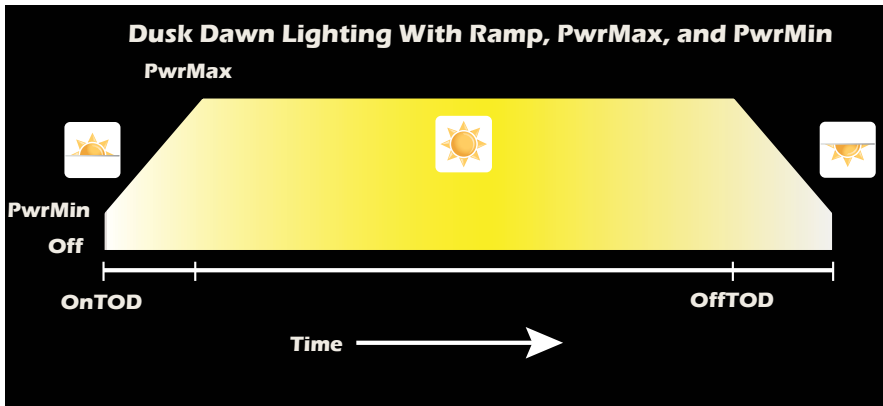 Dusk Dawn Lighting With Ramp, PwrMax, and PwrMin
PwrMax
PwrMin
Off
OnTOD
OffTOD
Time